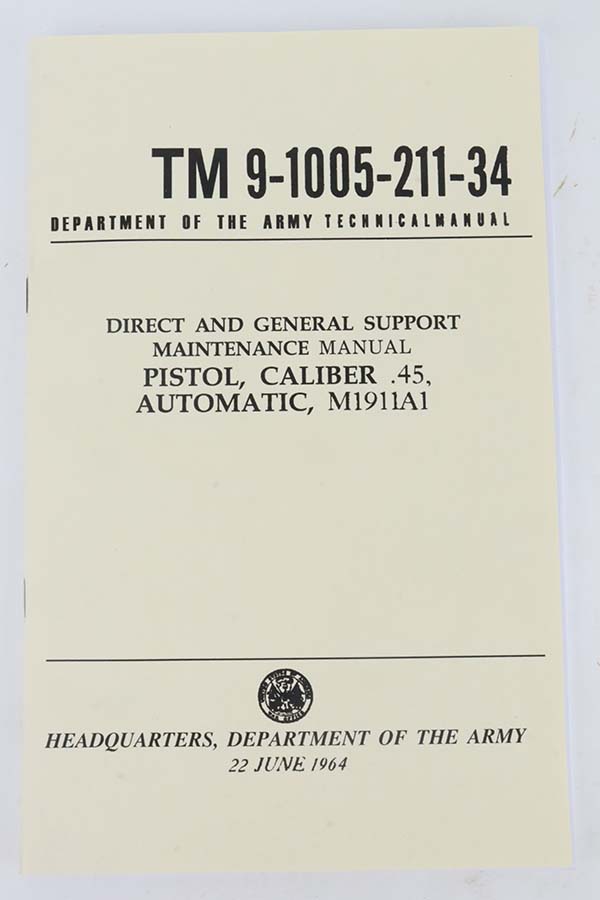 TM 9-1005-211-34
DEPARTMENT OF THE ARMY TECHNICALMANUAL
DIRECT AND GENERAL SUPPORT
MAINTENANCE MANUAL
PISTOL, CALIBER .45,
AUTOMATIC, M1911A1
HEADQUARTERS, DEPARTMENT OF THE ARMY
22 JUNE 1964